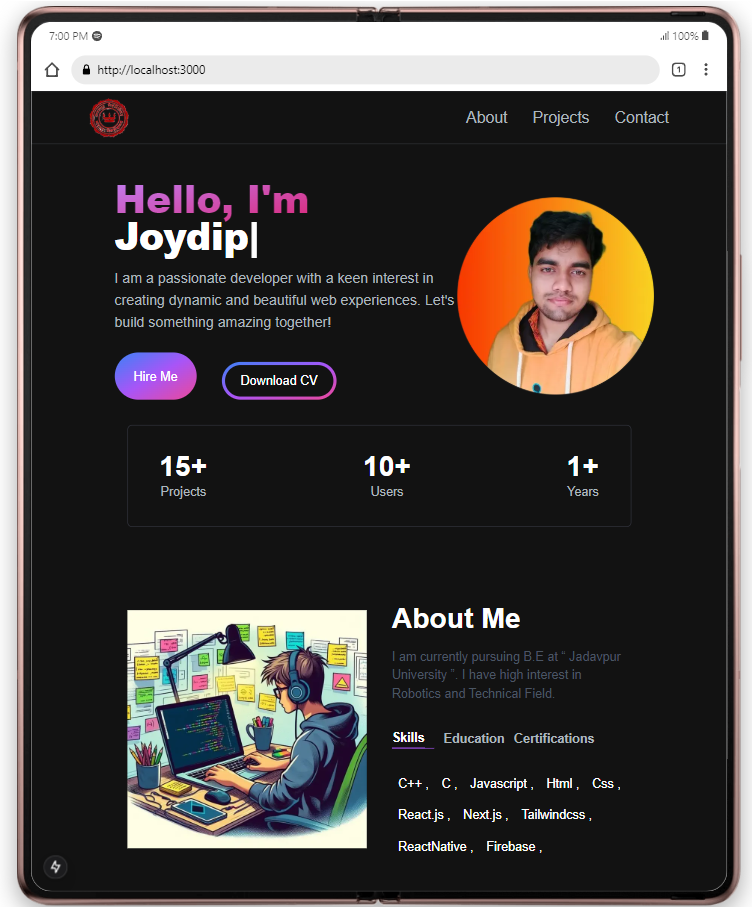 7:00 PM
100%
http://localhost:3000
1
About Projects Contact
Hello, I'm
Joydip|
I am a passionate developer with a keen interest in
creating dynamic and beautiful web experiences. Let's
build something amazing together!
Hire Me
Download CV
15+ 10+ 1+
Projects Users Years
About Me
I am currently pursuing B.E at “ Jadavpur
University ”. I have high interest in
Robotics and Technical Field.
Skills Education Certifications
C++ , C , Javascript , Html , Css ,
React.js , Next.js , Tailwindcss ,
ReactNative , Firebase ,